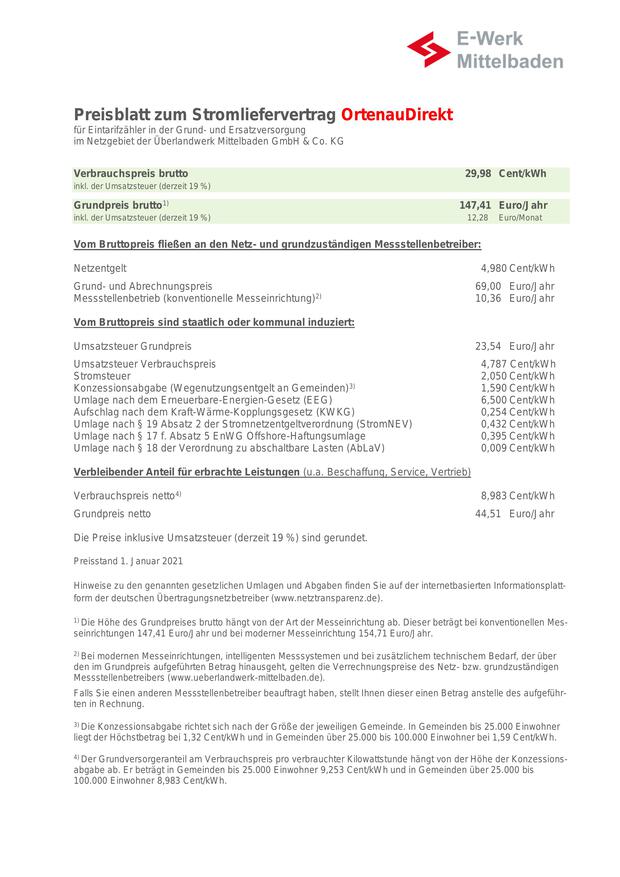 E-Werk
Mittelbaden
Preisblatt zum Stromliefervertrag OrtenauDirekt
für Eintarifzähler in der Grund- und Ersatzversorgung
im Netzgebiet der Überlandwerk Mittelbaden GmbH & Co. KG
Verbrauchspreis brutto 29,98 Cent/kWh
inkl. der Umsatzsteuer (derzeit 19 %)
Grundpreis brutto1) 147,41 Euro/Jahr
inkl. der Umsatzsteuer (derzeit 19 %) 12,28 Euro/Monat
Vom Bruttopreis fließen an den Netz- und grundzuständigen Messstellenbetreiber:
Netzentgelt 4,980 Cent/kWh
Grund- und Abrechnungspreis 69,00 Euro/Jahr
Messstellenbetrieb (konventionelle Messeinrichtung)2) 10,36 Euro/Jahr
Vom Bruttopreis sind staatlich oder kommunal induziert:
Umsatzsteuer Grundpreis 23,54 Euro/Jahr
Umsatzsteuer Verbrauchspreis 4,787 Cent/kWh
Stromsteuer 2,050 Cent/kWh
Konzessionsabgabe (Wegenutzungsentgelt an Gemeinden)3) 1,590 Cent/kWh
Umlage nach dem Erneuerbare-Energien-Gesetz (EEG) 6,500 Cent/kWh
Aufschlag nach dem Kraft-Wärme-Kopplungsgesetz (KWKG) 0,254 Cent/kWh
Umlage nach § 19 Absatz 2 der Stromnetzentgeltverordnung (StromNEV) 0,432 Cent/kWh
Umlage nach § 17 f. Absatz 5 EnWG Offshore-Haftungsumlage 0,395 Cent/kWh
Umlage nach § 18 der Verordnung zu abschaltbare Lasten (AbLaV) 0,009 Cent/kWh
Verbleibender Anteil für erbrachte Leistungen (u.a. Beschaffung, Service, Vertrieb)
Verbrauchspreis netto4) 8,983 Cent/kWh
Grundpreis netto 44,51 Euro/Jahr
Die Preise inklusive Umsatzsteuer (derzeit 19 %) sind gerundet.
Preisstand 1. Januar 2021
Hinweise zu den genannten gesetzlichen Umlagen und Abgaben finden Sie auf der internetbasierten Informationsplatt-
form der deutschen Übertragungsnetzbetreiber (www.netztransparenz.de).
1) Die Höhe des Grundpreises brutto hängt von der Art der Messeinrichtung ab. Dieser beträgt bei konventionellen Mes-
seinrichtungen 147,41 Euro/Jahr und bei moderner Messeinrichtung 154,71 Euro/Jahr.
2) Bei modernen Messeinrichtungen, intelligenten Messsystemen und bei zusätzlichem technischem Bedarf, der über
den im Grundpreis aufgeführten Betrag hinausgeht, gelten die Verrechnungspreise des Netz- bzw. grundzuständigen
Messstellenbetreibers (www.ueberlandwerk-mittelbaden.de).
Falls Sie einen anderen Messstellenbetreiber beauftragt haben, stellt Ihnen dieser einen Betrag anstelle des aufgeführ-
ten in Rechnung.
3) Die Konzessionsabgabe richtet sich nach der Größe der jeweiligen Gemeinde. In Gemeinden bis 25.000 Einwohner
liegt der Höchstbetrag bei 1,32 Cent/kWh und in Gemeinden über 25.000 bis 100.000 Einwohner bei 1,59 Cent/kWh.
4) Der Grundversorgeranteil am Verbrauchspreis pro verbrauchter Kilowattstunde hängt von der Höhe der Konzessions-
abgabe ab. Er beträgt in Gemeinden bis 25.000 Einwohner 9,253 Cent/kWh und in Gemeinden über 25.000 bis
100.000 Einwohner 8,983 Cent/kWh.